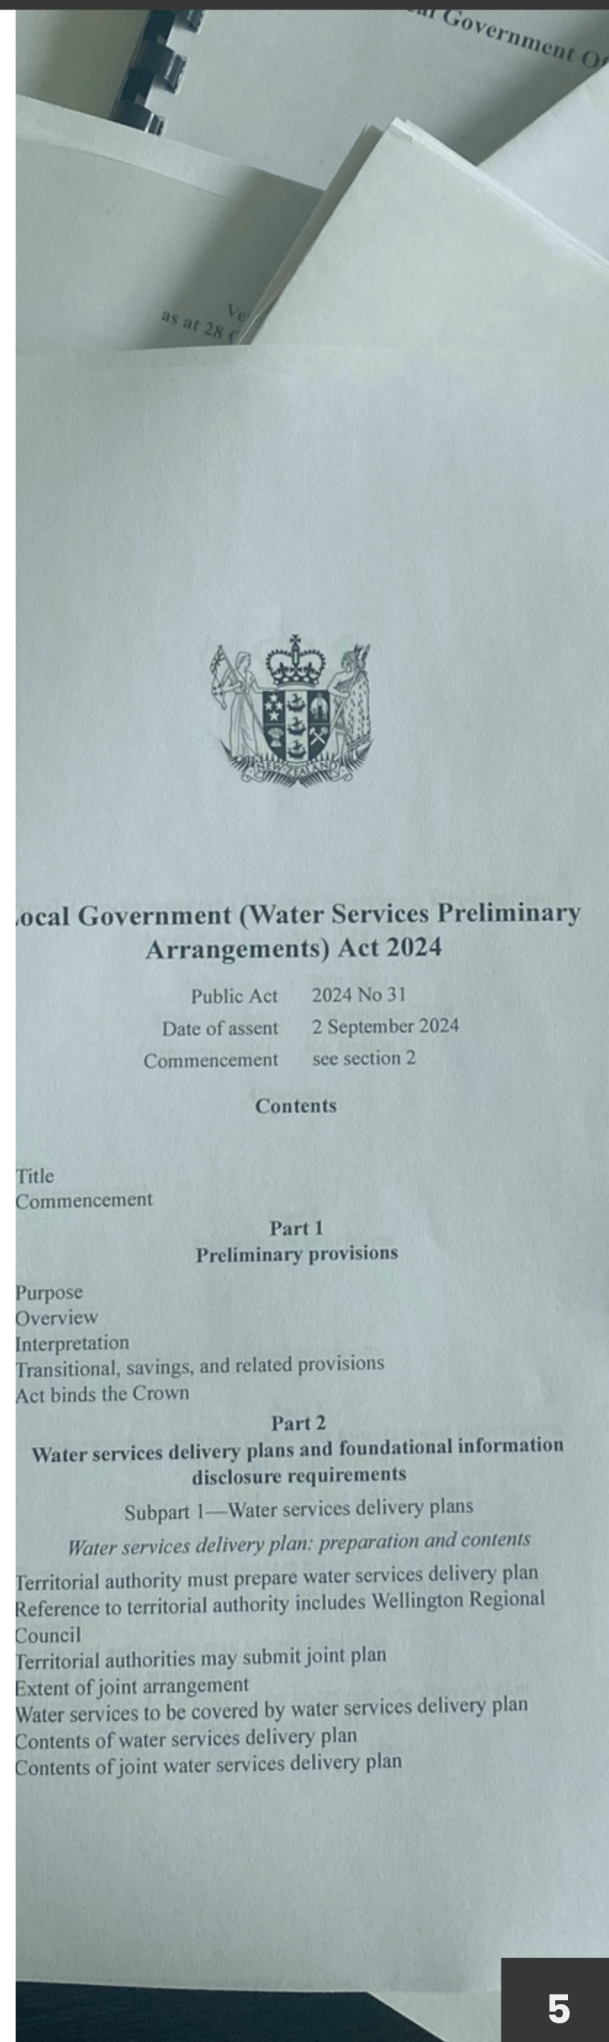 Government
as at 28
NEW ZEALAND
Local Government (Water Services Preliminary
Arrangements) Act 2024
Public Act 2024 No 31
Date of assent 2 September 2024
Commencement see section 2
Contents
Title
Commencement
Part 1
Preliminary provisions
Purpose
Overview
Interpretation
Transitional, savings, and related provisions
Act binds the Crown
Part 2
Water services delivery plans and foundational information
disclosure requirements
Subpart 1—Water services delivery plans
Water services delivery plan: preparation and contents
Territorial authority must prepare water services delivery plan
Reference to territorial authority includes Wellington Regional
Council
Territorial authorities may submit joint plan
Extent of joint arrangement
Water services to be covered by water services delivery plan
Contents of water services delivery plan
Contents of joint water services delivery plan
5